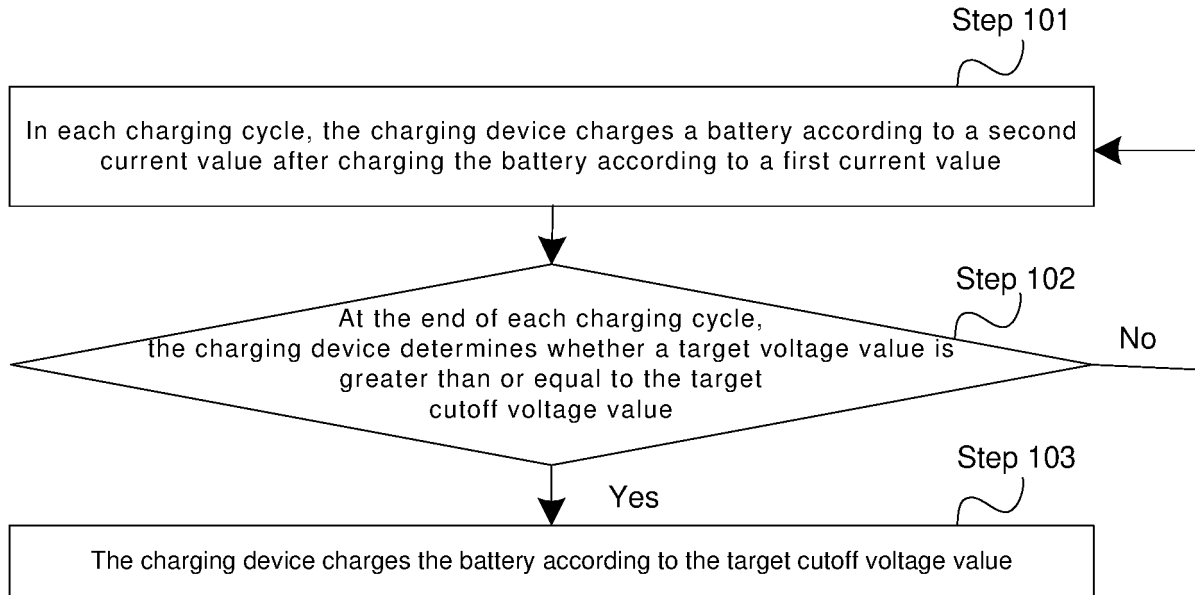 Step 101
In each charging cycle, the charging device charges a battery according to a second
current value after charging the battery according to a first current value
Step 102
At the end of each charging cycle,
the charging device determines whether a target voltage value is
greater than or equal to the target
cutoff voltage value
No
Yes
Step 103
The charging device charges the battery according to the target cutoff voltage value